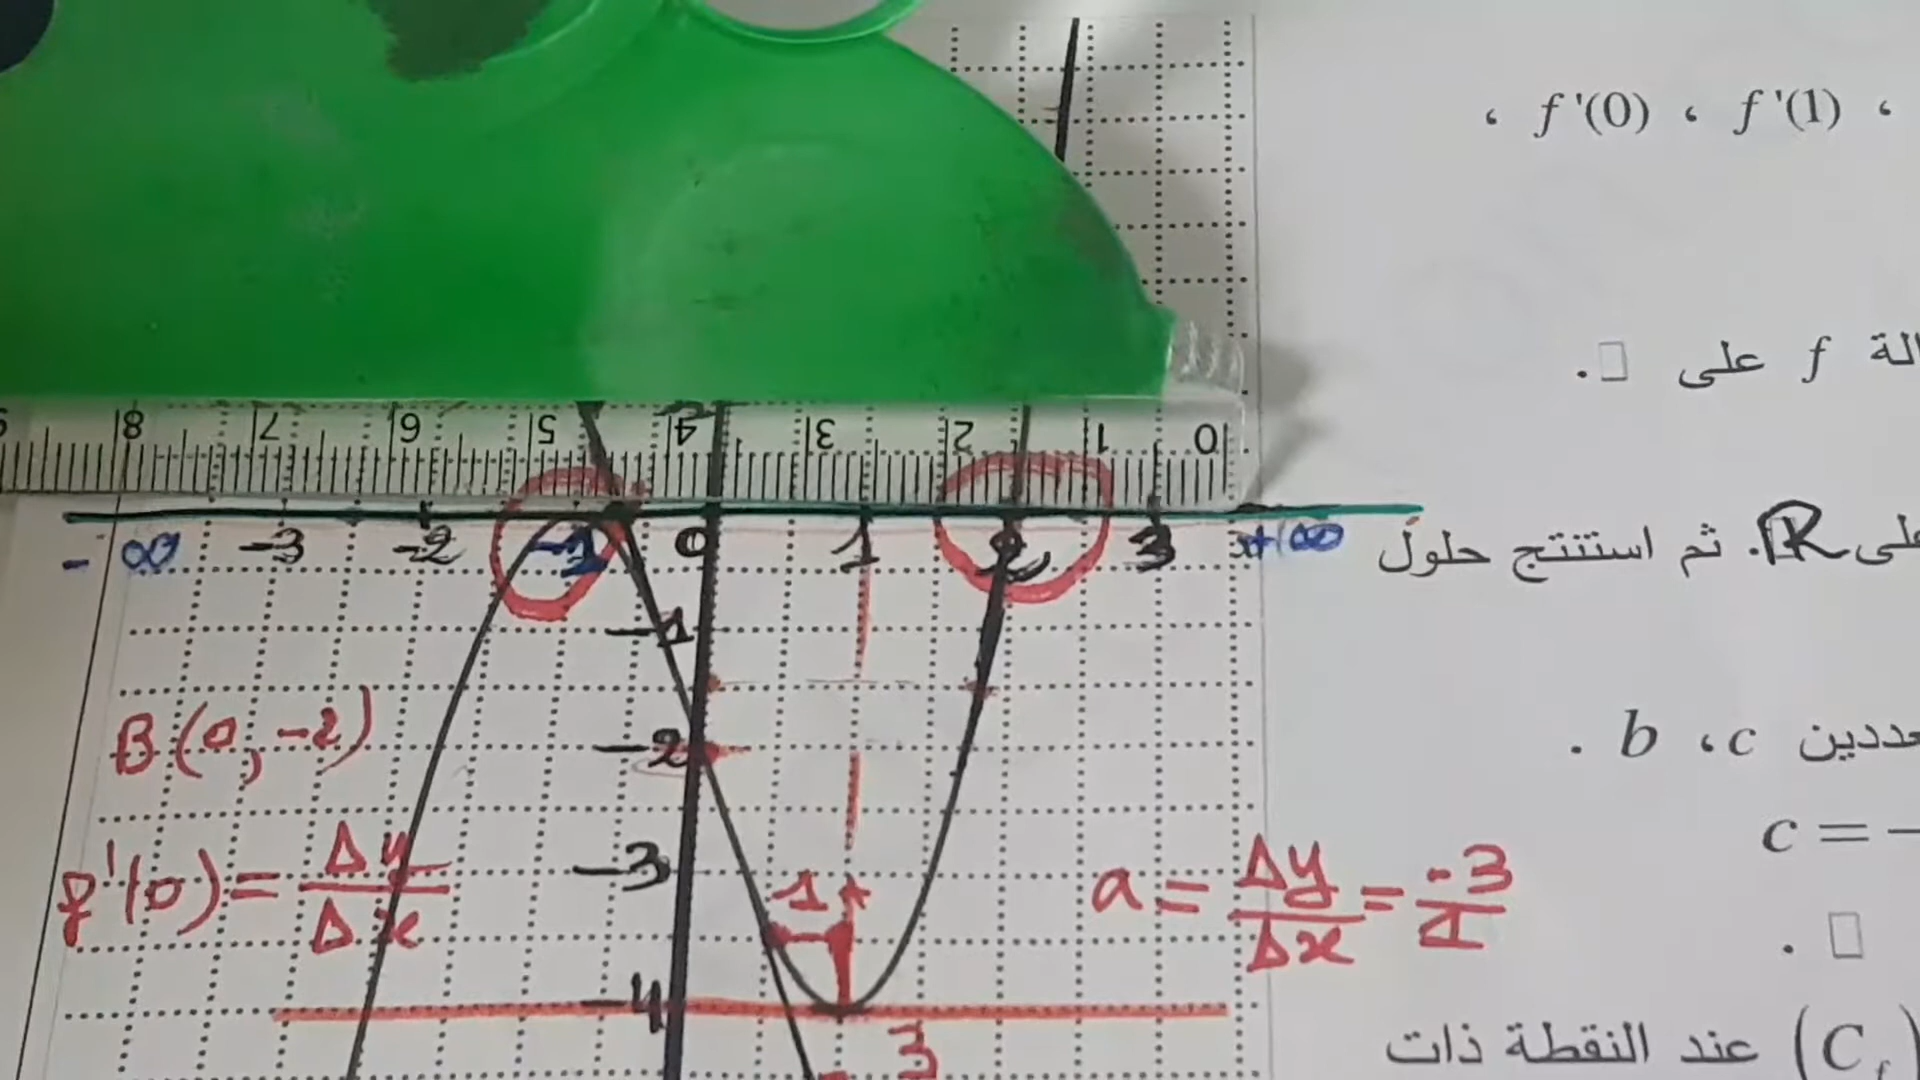 ، f '(0) ، f '(1) ،
f على □.
8 7 6 5 4 3 2 1 0
-∞ -3 -2 -1 0 1 2 3 +∞
على R. ثم استنتج حلول
-1
B(0, -2)
-2
b ، c .
-3
f'(0) = Δy/Δx
1
a = Δy/Δx = -3/1
c = -
□ .
-4
3
(C_f) عند النقطة ذات